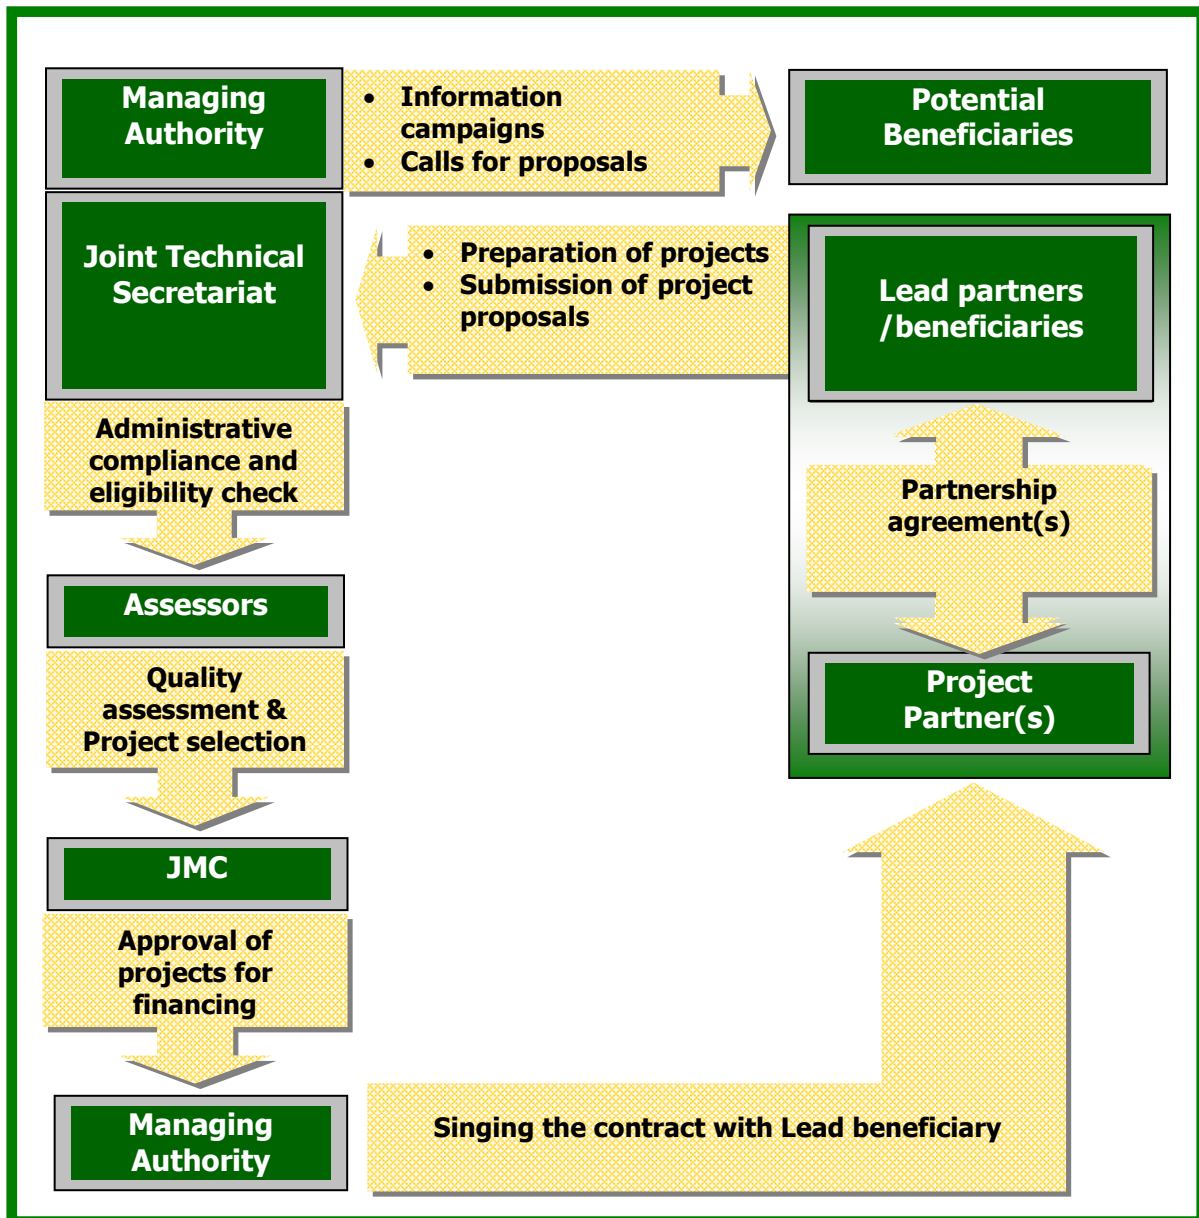 Managing
Authority
• Information
campaigns
• Calls for proposals
Potential
Beneficiaries
Joint Technical
Secretariat
• Preparation of projects
• Submission of project
proposals
Lead partners
/beneficiaries
Administrative
compliance and
eligibility check
Partnership
agreement(s)
Assessors
Quality
assessment &
Project selection
Project
Partner(s)
JMC
Approval of
projects for
financing
Managing
Authority
Singing the contract with Lead beneficiary